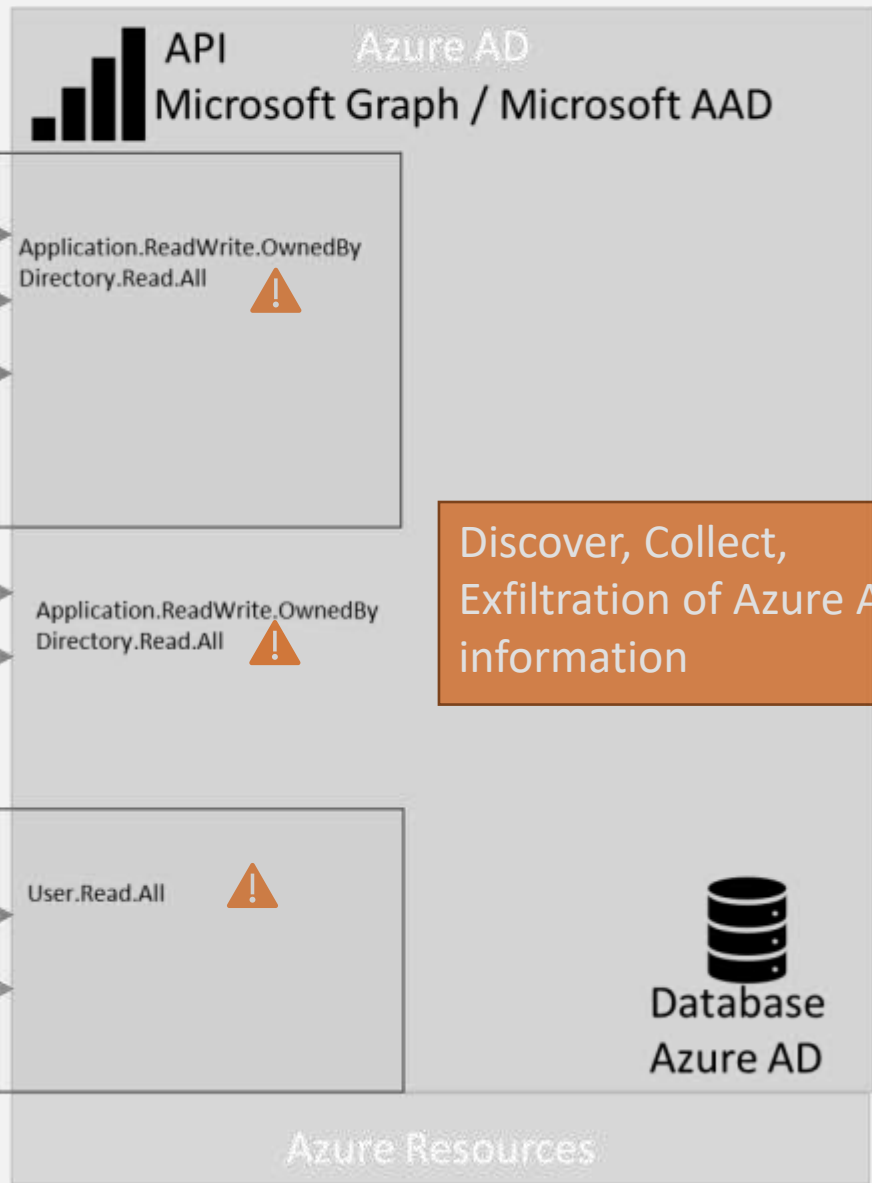 API
Azure AD
Microsoft Graph / Microsoft AAD
Application.ReadWrite.OwnedBy
Directory.Read.All
Discover, Collect,
Exfiltration of Azure A
information
Application.ReadWrite.OwnedBy
Directory.Read.All
User.Read.All
Database
Azure AD
Azure Resources